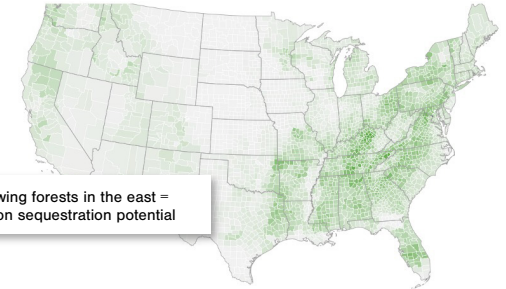 wing forests in the east =
on sequestration potential